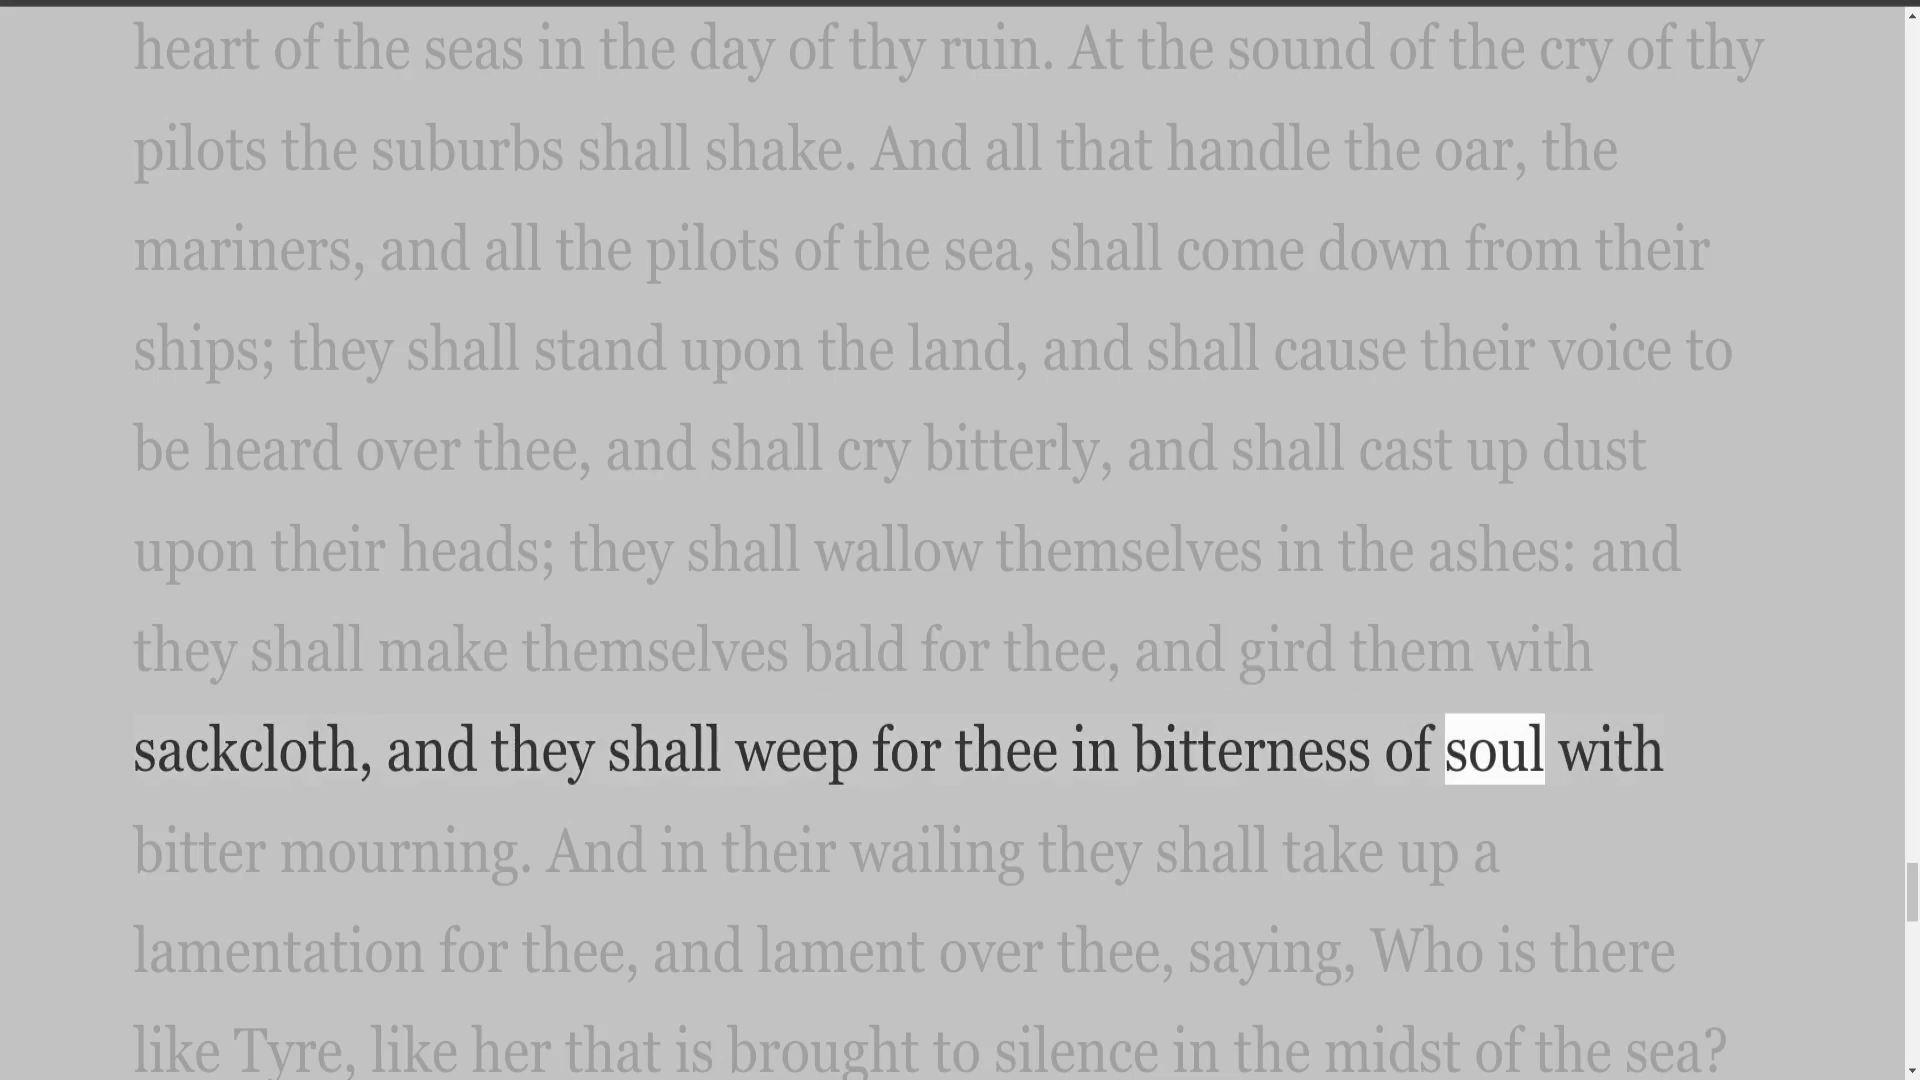 heart of the seas in the day of thy ruin. At the sound of the cry of thy
pilots the suburbs shall shake. And all that handle the oar, the
mariners, and all the pilots of the sea, shall come down from their
ships; they shall stand upon the land, and shall cause their voice to
be heard over thee, and shall cry bitterly, and shall cast up dust
upon their heads; they shall wallow themselves in the ashes: and
they shall make themselves bald for thee, and gird them with
sackcloth, and they shall weep for thee in bitterness of soul with
bitter mourning. And in their wailing they shall take up a
lamentation for thee, and lament over thee, saying, Who is there
like Tyre, like her that is brought to silence in the midst of the sea?